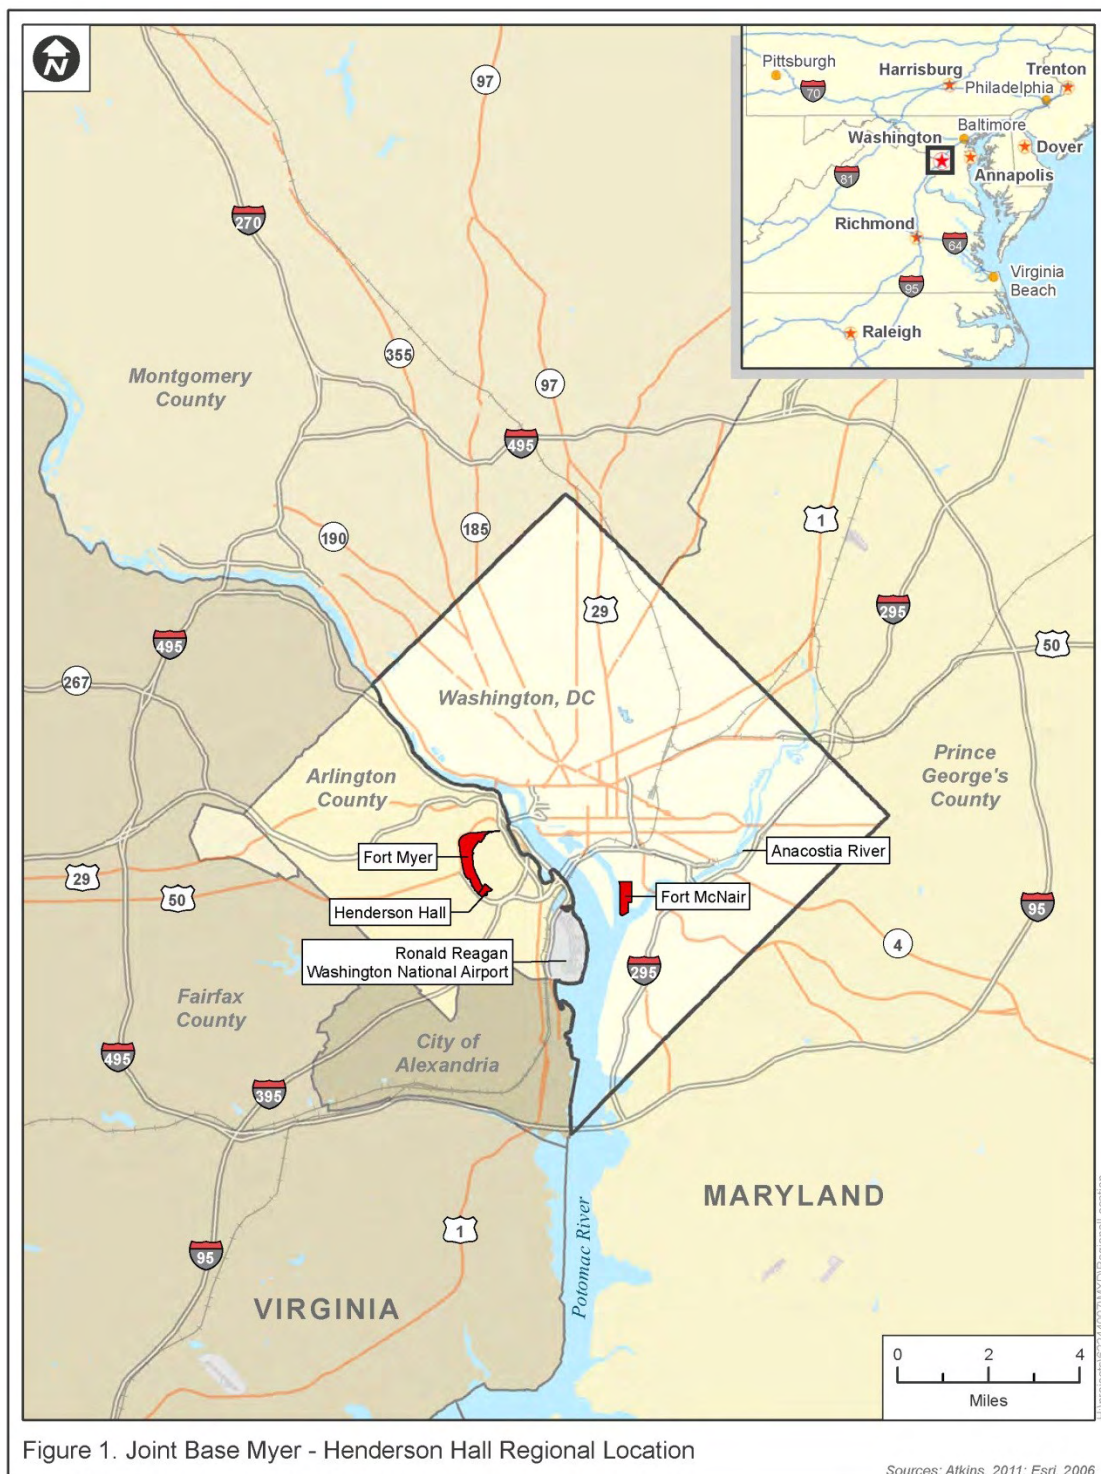 N
97
Pittsburgh
Harrisburg
Trenton
70
Philadelphia
Baltimore
Washington
Dover
81
Annapolis
Richmond
64
95
Virginia
Beach
Raleigh
270
355
97
Montgomery
County
495
190
185
1
29
295
495
50
267
Washington, DC
Arlington
County
Prince
George's
County
Fort Myer
Anacostia River
29
50
Henderson Hall
Fort McNair
95
4
Ronald Reagan
Washington National Airport
295
Fairfax
County
City of
Alexandria
495
395
MARYLAND
Potomac River
1
95
VIRGINIA
0 2 4
Miles
Figure 1. Joint Base Myer - Henderson Hall Regional Location
Sources: Atkins, 2011; Esri, 2006